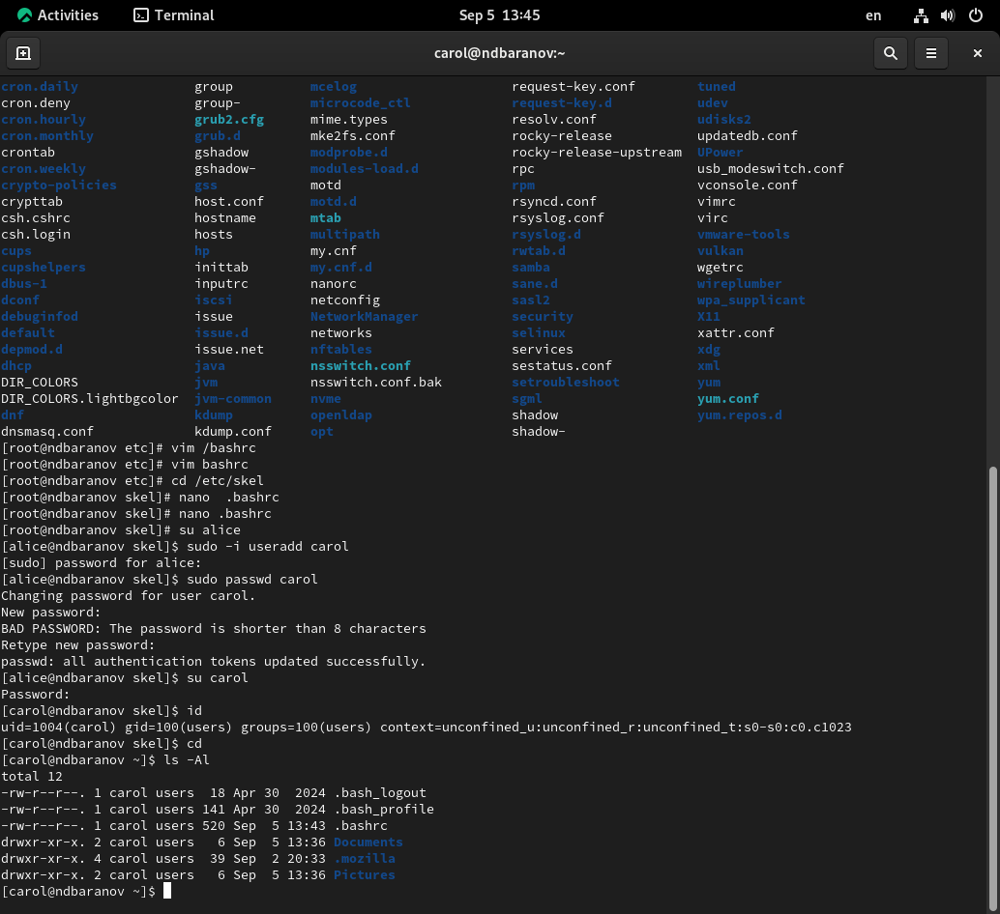 Activities Terminal Sep 5 13:45 en
carol@ndbaranov:~
cron.daily group mcelog request-key.conf tuned
cron.deny group- microcode_ctl request-key.d udev
cron.hourly grub2.cfg mime.types resolv.conf udisks2
cron.monthly grub.d mke2fs.conf rocky-release updatedb.conf
crontab gshadow modprobe.d rocky-release-upstream UPower
cron.weekly gshadow- modules-load.d rpc usb_modeswitch.conf
crypto-policies gss motd rpm vconsole.conf
crypttab host.conf motd.d rsyncd.conf vimrc
csh.cshrc hostname mtab rsyslog.conf virc
csh.login hosts multipath rsyslog.d vmware-tools
cups hp my.cnf rwtab.d vulkan
cupshelpers inittab my.cnf.d samba wgetrc
dbus-1 inputrc nanorc sane.d wireplumber
dconf iscsi netconfig sasl2 wpa_supplicant
debuginfod issue NetworkManager security X11
default issue.d networks selinux xattr.conf
depmod.d issue.net nftables services xdg
dhcp java nsswitch.conf sestatus.conf xml
DIR_COLORS jvm nsswitch.conf.bak setroubleshoot yum
DIR_COLORS.lightbgcolor jvm-common nvme sgml yum.conf
dnf kdump openldap shadow yum.repos.d
dnsmasq.conf kdump.conf opt shadow-
[root@ndbaranov etc]# vim /bashrc
[root@ndbaranov etc]# vim bashrc
[root@ndbaranov etc]# cd /etc/skel
[root@ndbaranov skel]# nano  .bashrc
[root@ndbaranov skel]# nano .bashrc
[root@ndbaranov skel]# su alice
[alice@ndbaranov skel]$ sudo -i useradd carol
[sudo] password for alice:
[alice@ndbaranov skel]$ sudo passwd carol
Changing password for user carol.
New password:
BAD PASSWORD: The password is shorter than 8 characters
Retype new password:
passwd: all authentication tokens updated successfully.
[alice@ndbaranov skel]$ su carol
Password:
[carol@ndbaranov skel]$ id
uid=1004(carol) gid=100(users) groups=100(users) context=unconfined_u:unconfined_r:unconfined_t:s0-s0:c0.c1023
[carol@ndbaranov skel]$ cd
[carol@ndbaranov ~]$ ls -Al
total 12
-rw-r--r--. 1 carol users  18 Apr 30  2024 .bash_logout
-rw-r--r--. 1 carol users 141 Apr 30  2024 .bash_profile
-rw-r--r--. 1 carol users 520 Sep  5 13:43 .bashrc
drwxr-xr-x. 2 carol users   6 Sep  5 13:36 Documents
drwxr-xr-x. 4 carol users  39 Sep  2 20:33 .mozilla
drwxr-xr-x. 2 carol users   6 Sep  5 13:36 Pictures
[carol@ndbaranov ~]$